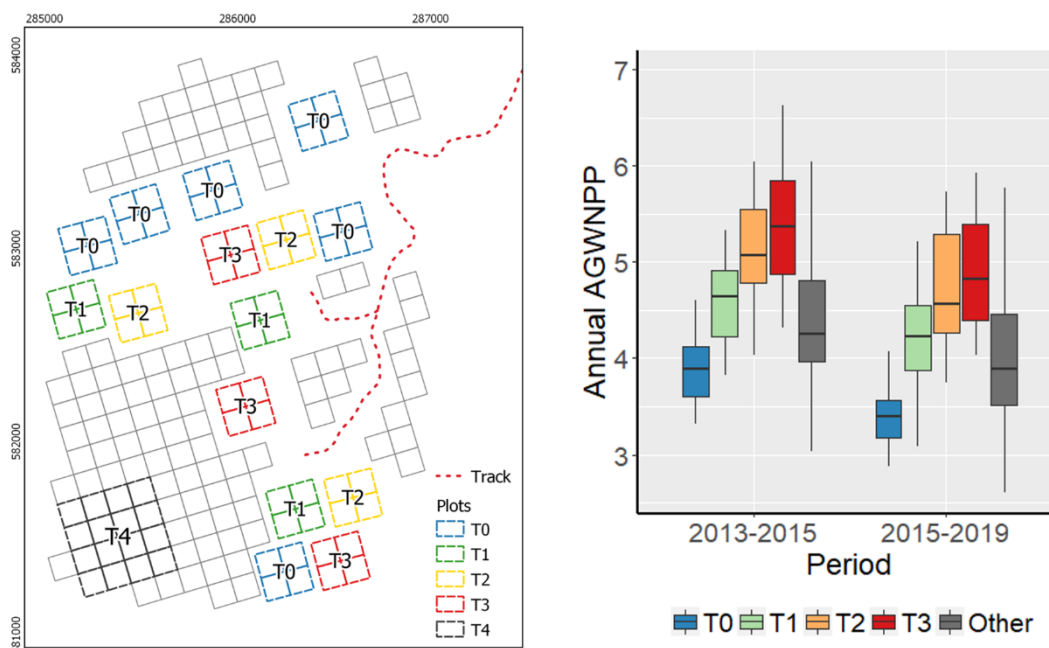 285000 286000 287000
584000
583000
582000
81000
T0
T0
T0
T0
T0
T3 T2
T1 T2
T1
T3
T4
T1 T2
T0 T3
Track
Plots
T0
T1
T2
T3
T4
Annual AGWNPP
7
6
5
4
3
2013-2015 2015-2019
Period
T0 T1 T2 T3 Other